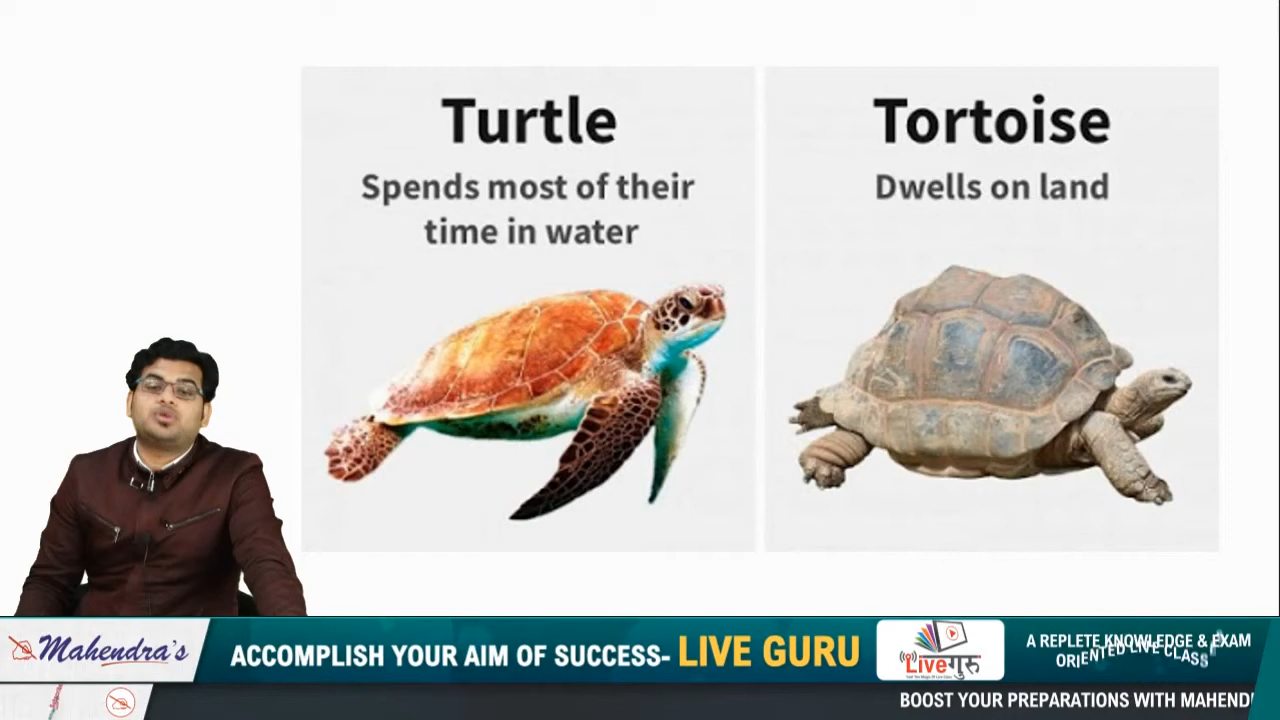 Turtle
Spends most of their
time in water
Tortoise
Dwells on land
Mahendra's
ACCOMPLISH YOUR AIM OF SUCCESS- LIVE GURU
Liveगुरु
A REPLETE KNOWLEDGE & EXAM
ORIENTED LIVE CLASS
BOOST YOUR PREPARATIONS WITH MAHEND